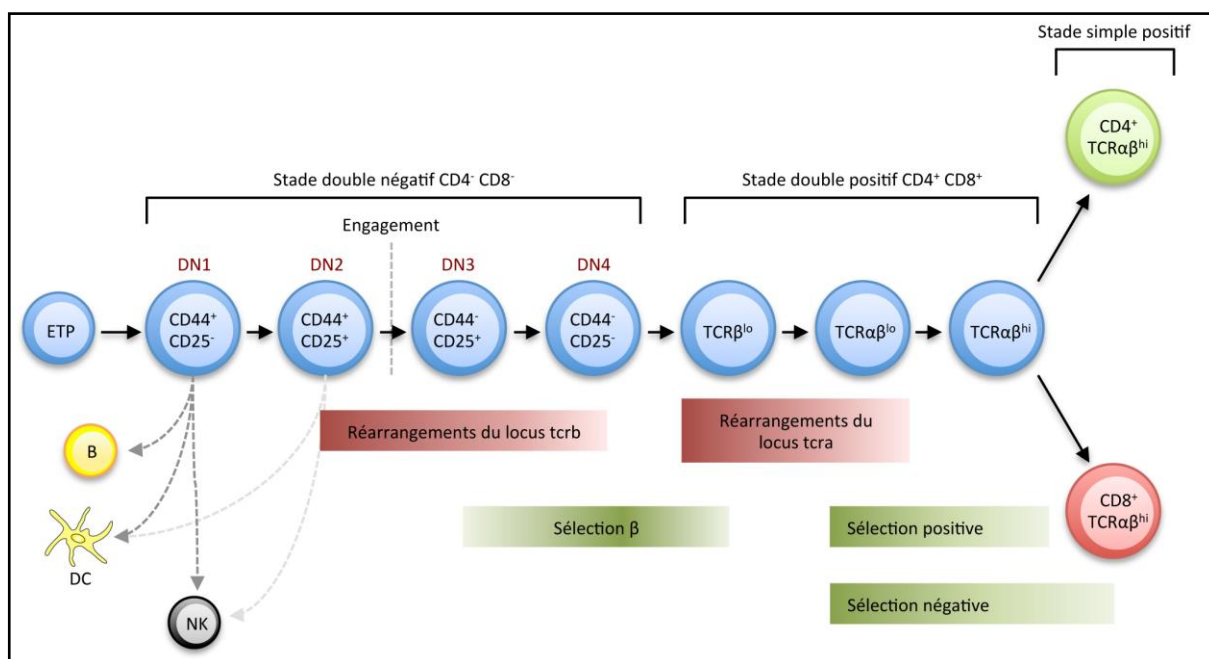 Stade simple positif
CD4⁺
TCRαβʰⁱ
Stade double négatif CD4⁻ CD8⁻
Stade double positif CD4⁺ CD8⁺
Engagement
DN1
DN2
DN3
DN4
ETP
CD44⁺
CD25⁻
CD44⁺
CD25⁺
CD44⁻
CD25⁺
CD44⁻
CD25⁻
TCRβˡᵒ
TCRαβˡᵒ
TCRαβʰⁱ
Réarrangements du locus tcrb
Réarrangements du
locus tcra
B
CD8⁺
TCRαβʰⁱ
Sélection β
Sélection positive
DC
Sélection négative
NK